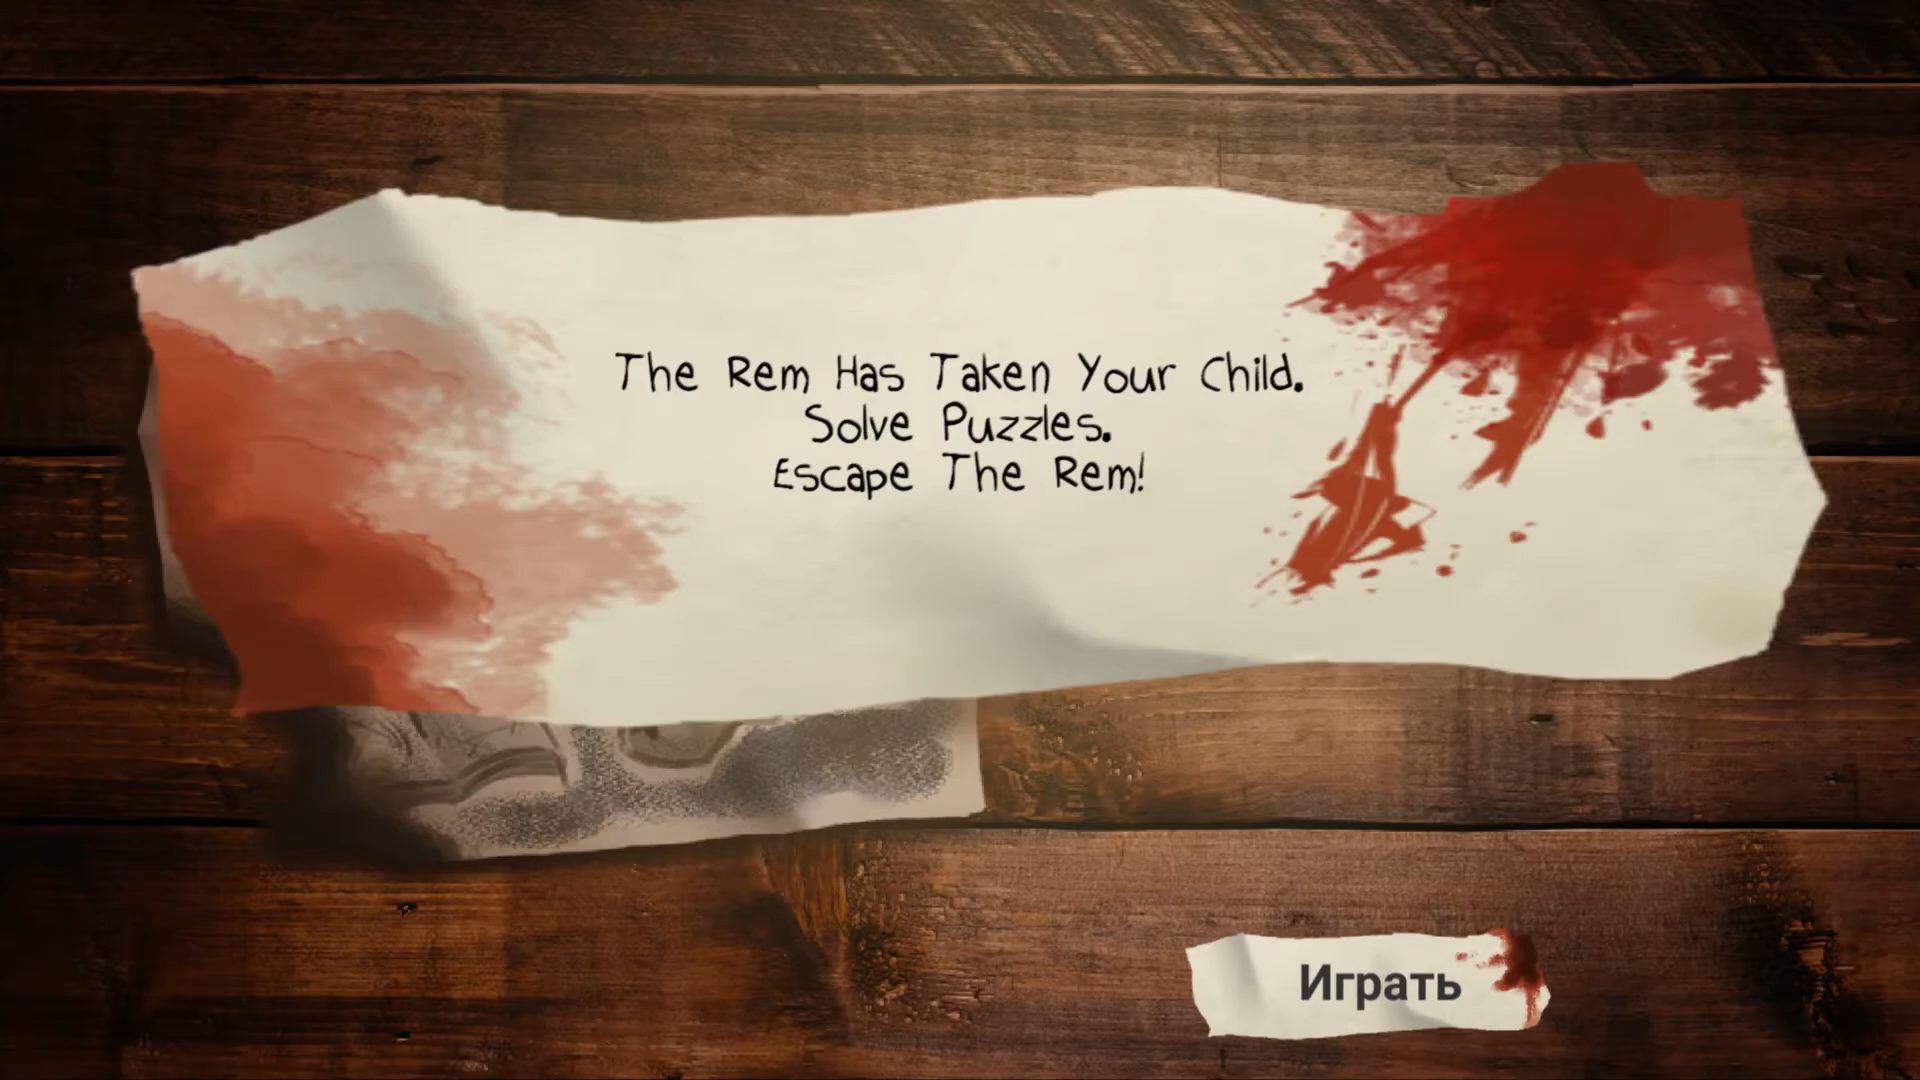 The Rem Has Taken Your Child.
Solve Puzzles.
Escape The Rem!
Играть